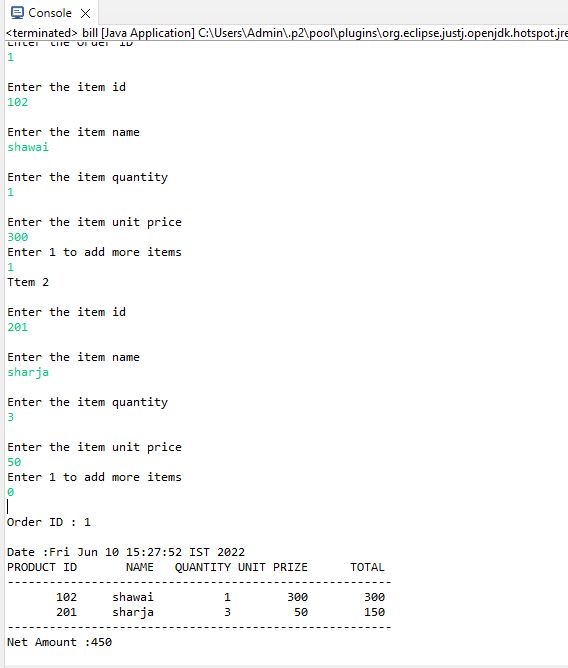 Console
<terminated> bill [Java Application] C:\Users\Admin\.p2\pool\plugins\org.eclipse.justj.openjdk.hotspot.jre
Enter the Order ID
1
Enter the item id
102
Enter the item name
shawai
Enter the item quantity
1
Enter the item unit price
300
Enter 1 to add more items
1
Ttem 2
Enter the item id
201
Enter the item name
sharja
Enter the item quantity
3
Enter the item unit price
50
Enter 1 to add more items
0
Order ID : 1
Date :Fri Jun 10 15:27:52 IST 2022
PRODUCT ID NAME QUANTITY UNIT PRIZE TOTAL
-------------------------------------------------------
102 shawai 1 300 300
201 sharja 3 50 150
-------------------------------------------------------
Net Amount :450